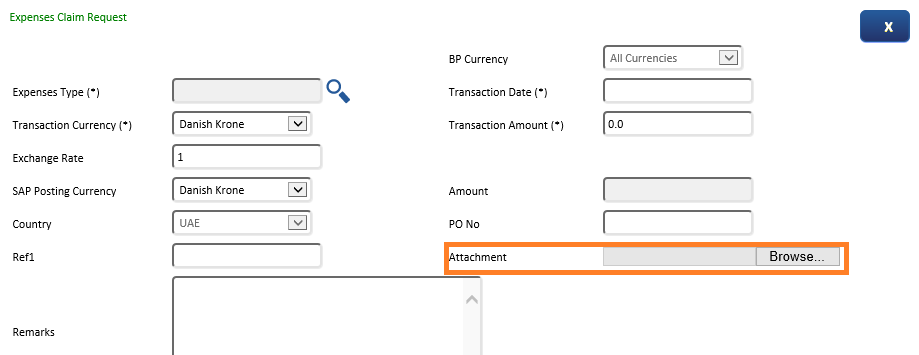 Expenses Claim Request
X
BP Currency All Currencies
Expenses Type (*) Transaction Date (*)
Transaction Currency (*) Danish Krone Transaction Amount (*) 0.0
Exchange Rate 1
SAP Posting Currency Danish Krone Amount
Country UAE PO No
Ref1 Attachment Browse...
Remarks